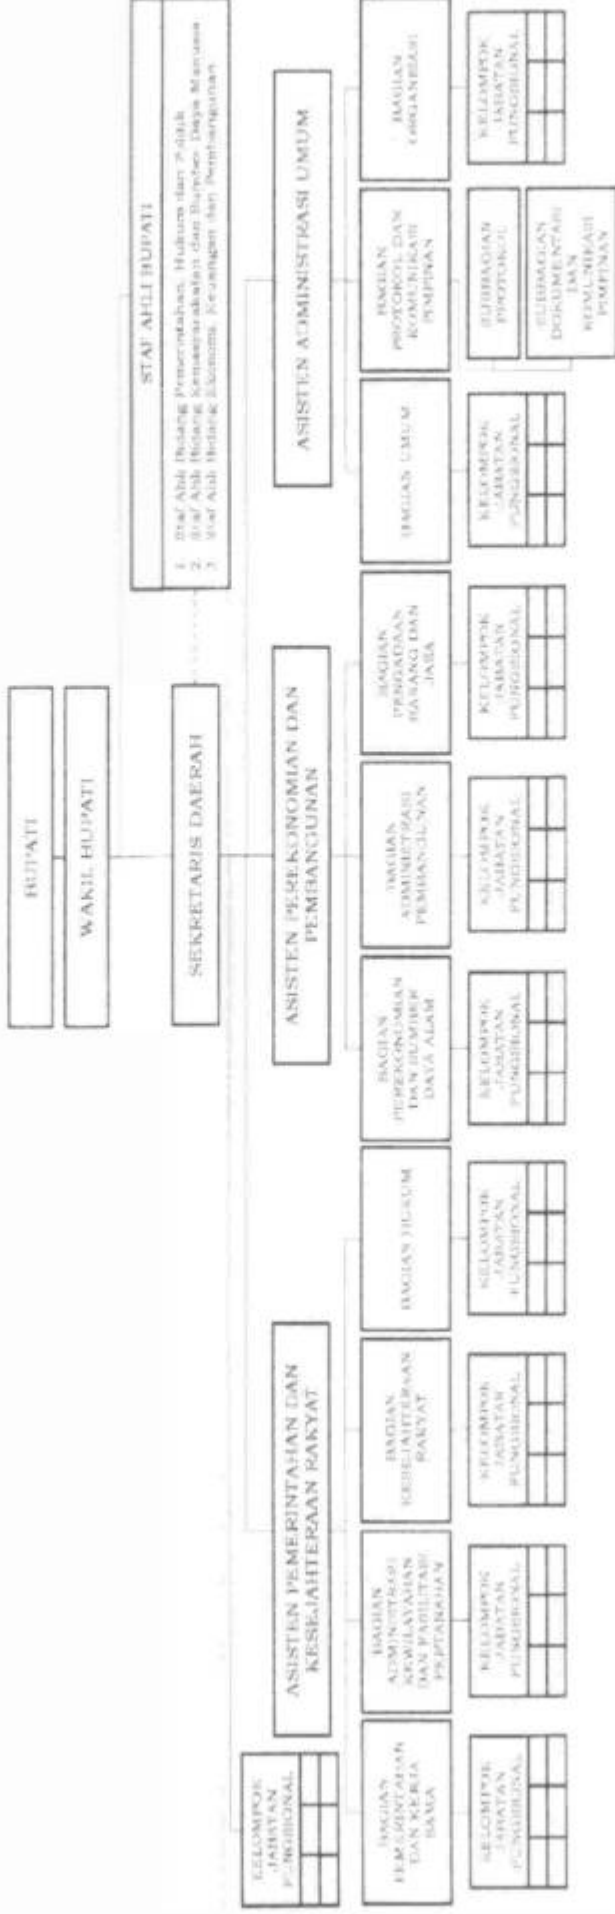 BUPATI
WAKIL BUPATI
STAF AHLI BUPATI
1. Staf Ahli Bidang Pemerintahan, Hukum dan Politik
2. Staf Ahli Bidang Kemasyarakatan dan Sumber Daya Manusia
3. Staf Ahli Bidang Ekonomi, Keuangan dan Pembangunan
SEKRETARIS DAERAH
KELOMPOK
JABATAN
FUNGSIONAL
ASISTEN PEMERINTAHAN DAN
KESEJAHTERAAN RAKYAT
ASISTEN PEREKONOMIAN DAN
PEMBANGUNAN
ASISTEN ADMINISTRASI UMUM
BAGIAN
PEMERINTAHAN
DAN KERJA
SAMA
BAGIAN
ADMINISTRASI
KEWILAYAHAN
DAN FASILITASI
PERTANAHAN
BAGIAN
KESEJAHTERAAN
RAKYAT
BAGIAN HUKUM
BAGIAN
PEREKONOMIAN
DAN SUMBER
DAYA ALAM
BAGIAN
ADMINISTRASI
PEMBANGUNAN
BAGIAN
PENGADAAN
BARANG DAN
JASA
BAGIAN UMUM
BAGIAN
PROTOKOL DAN
KOMUNIKASI
PIMPINAN
BAGIAN
ORGANISASI
KELOMPOK
JABATAN
FUNGSIONAL
KELOMPOK
JABATAN
FUNGSIONAL
KELOMPOK
JABATAN
FUNGSIONAL
KELOMPOK
JABATAN
FUNGSIONAL
KELOMPOK
JABATAN
FUNGSIONAL
KELOMPOK
JABATAN
FUNGSIONAL
KELOMPOK
JABATAN
FUNGSIONAL
KELOMPOK
JABATAN
FUNGSIONAL
SUBBAGIAN
PROTOKOL
SUBBAGIAN
DOKUMENTASI
DAN
KOMUNIKASI
PIMPINAN
KELOMPOK
JABATAN
FUNGSIONAL